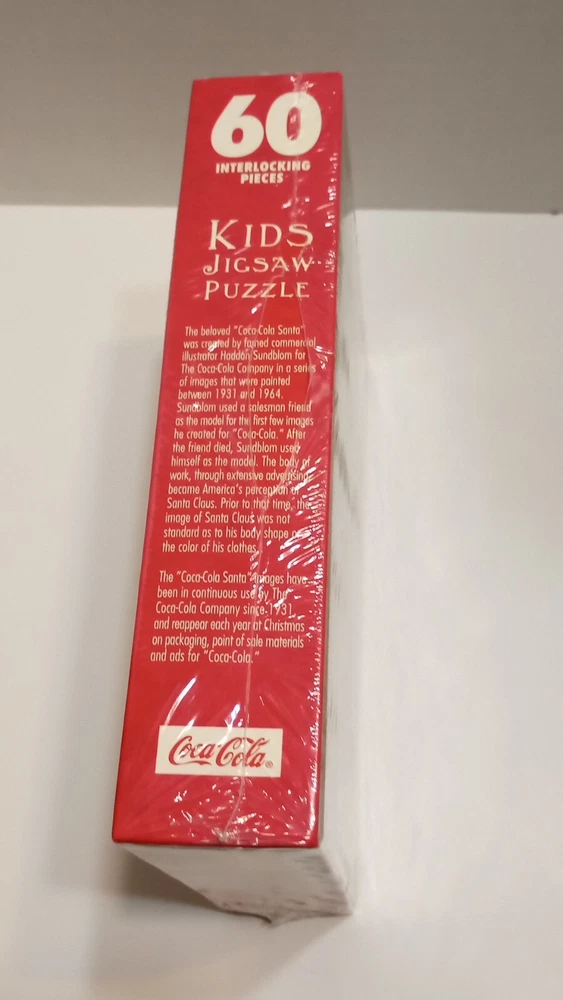 60
INTERLOCKING
PIECES
KIDS
JIGSAW
PUZZLE
The beloved "Coca-Cola Santa"
was created by famed commercial
illustrator Haddon Sundblom for
The Coca-Cola Company in a series
of images that were painted
between 1931 and 1964.
Sundblom used a salesman friend
as the model for the first few images
he created for "Coca-Cola." After
the friend died, Sundblom used
himself as the model. The body of
work, through extensive advertising,
became America's perception of
Santa Claus. Prior to that time, the
image of Santa Claus was not
standard as to his body shape or
the color of his clothes.
The "Coca-Cola Santa" images have
been in continuous use by The
Coca-Cola Company since 1931
and reappear each year at Christmas
on packaging, point of sale materials
and ads for "Coca-Cola."
Coca-Cola®